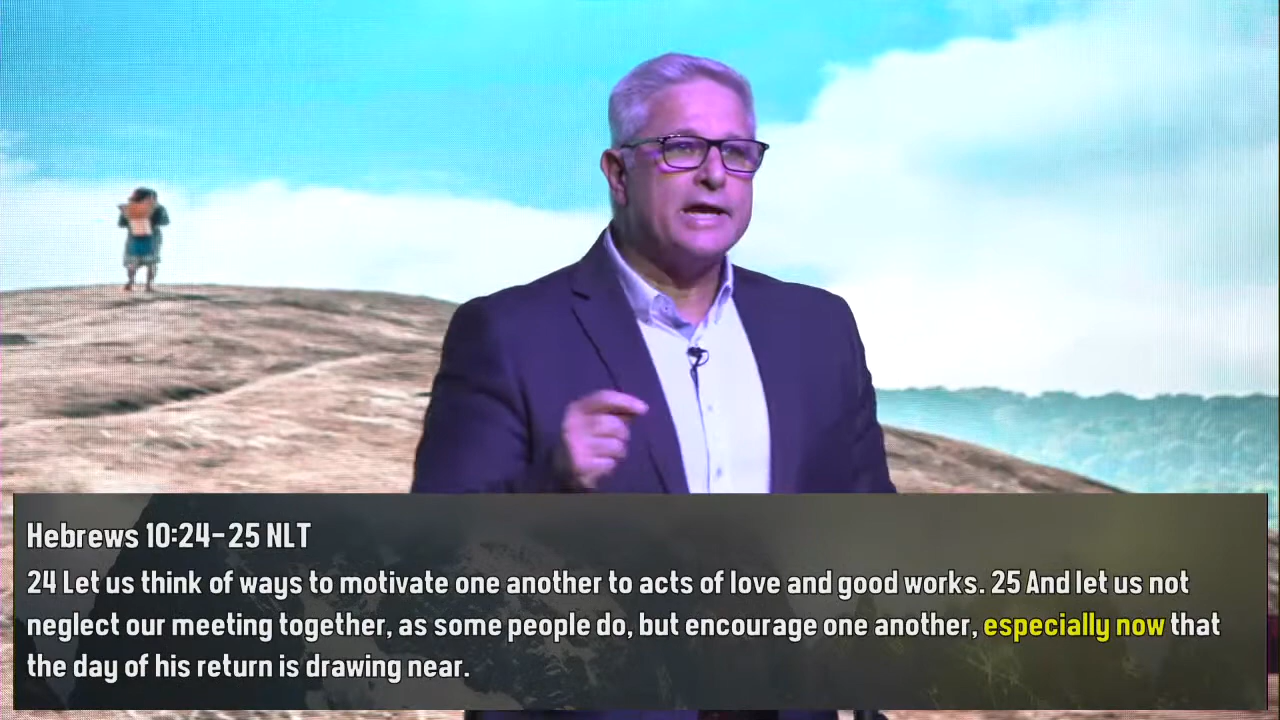 Hebrews 10:24-25 NLT
24 Let us think of ways to motivate one another to acts of love and good works. 25 And let us not
neglect our meeting together, as some people do, but encourage one another, especially now that
the day of his return is drawing near.